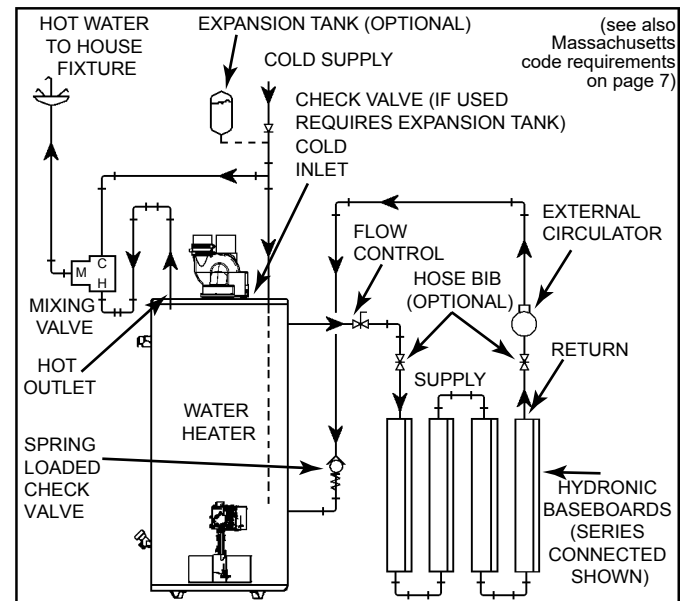 HOT WATER
TO HOUSE
FIXTURE
EXPANSION TANK (OPTIONAL)
COLD SUPPLY
(see also
Massachusetts
code requirements
on page 7)
CHECK VALVE (IF USED
REQUIRES EXPANSION TANK)
COLD
INLET
FLOW
CONTROL
EXTERNAL
CIRCULATOR
HOSE BIB
(OPTIONAL)
C
M
H
MIXING
VALVE
HOT
OUTLET
RETURN
SUPPLY
WATER
HEATER
SPRING
LOADED
CHECK
VALVE
HYDRONIC
BASEBOARDS
(SERIES
CONNECTED
SHOWN)